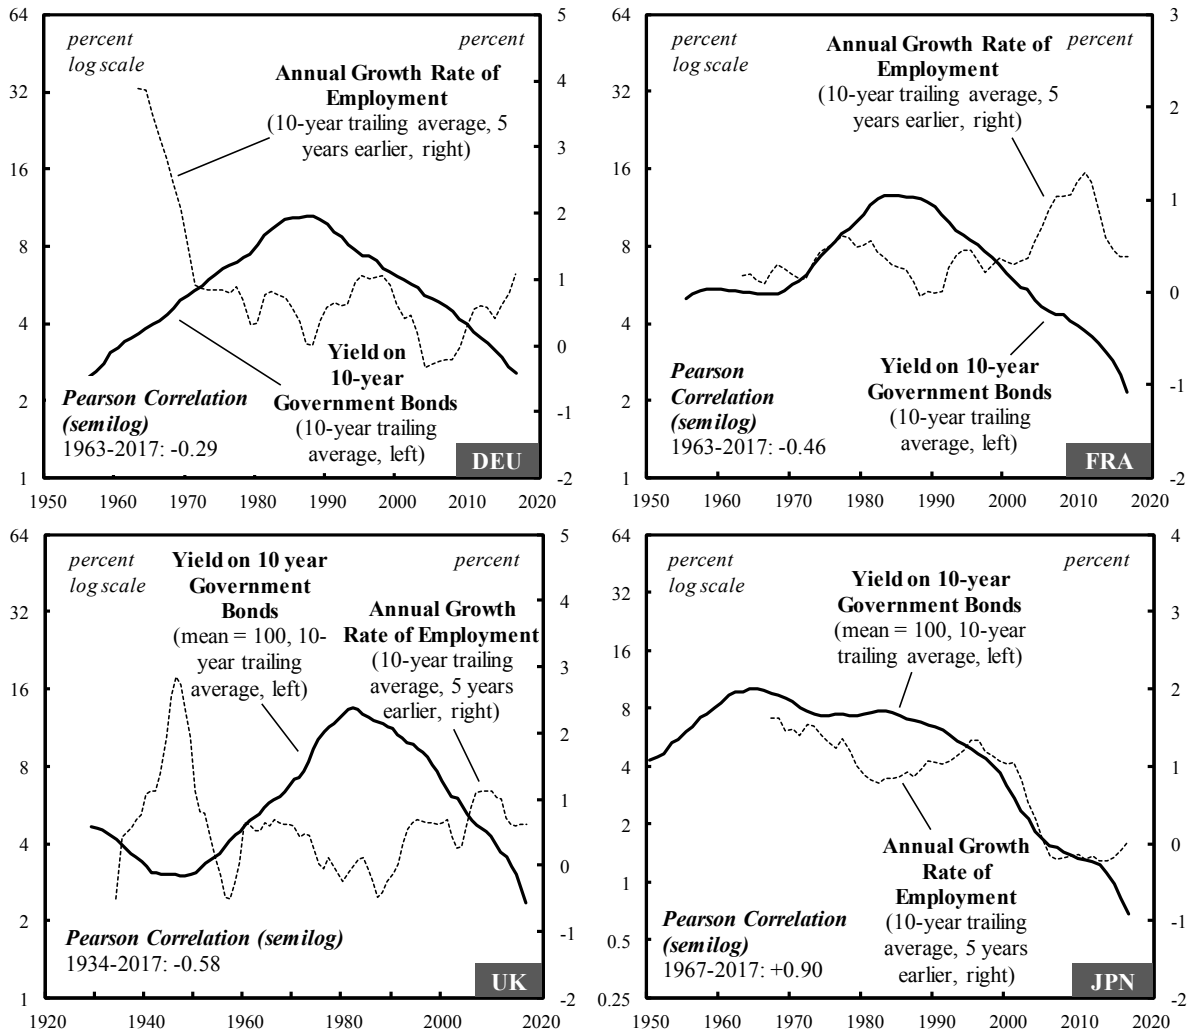 64
32
16
8
4
2
1
percent
log scale
percent
5
4
3
2
1
0
-1
-2
Annual Growth Rate of
Employment
(10-year trailing average, 5
years earlier, right)
Yield on
10-year
Government Bonds
(10-year trailing
average, left)
Pearson Correlation
(semilog)
1963-2017: -0.29
DEU
1950 1960 1970 1980 1990 2000 2010 2020
64
32
16
8
4
2
1
percent
log scale
percent
3
2
1
0
-1
-2
Annual Growth Rate of
Employment
(10-year trailing average, 5
years earlier, right)
Yield on 10-year
Government Bonds
(10-year trailing
average, left)
Pearson
Correlation
(semilog)
1963-2017: -0.46
FRA
1950 1960 1970 1980 1990 2000 2010 2020
64
32
16
8
4
2
1
percent
log scale
percent
5
4
3
2
1
0
-1
-2
Yield on 10 year
Government
Bonds
(mean = 100, 10-
year trailing
average, left)
Annual Growth
Rate of Employment
(10-year trailing
average, 5 years
earlier, right)
Pearson Correlation (semilog)
1934-2017: -0.58
UK
1920 1940 1960 1980 2000 2020
64
32
16
8
4
2
1
0.5
0.25
percent
log scale
percent
4
3
2
1
0
-1
-2
Yield on 10-year
Government Bonds
(mean = 100, 10-year
trailing average, left)
Annual Growth
Rate of
Employment
(10-year trailing
average, 5 years
earlier, right)
Pearson Correlation
(semilog)
1967-2017: +0.90
JPN
1950 1960 1970 1980 1990 2000 2010 2020